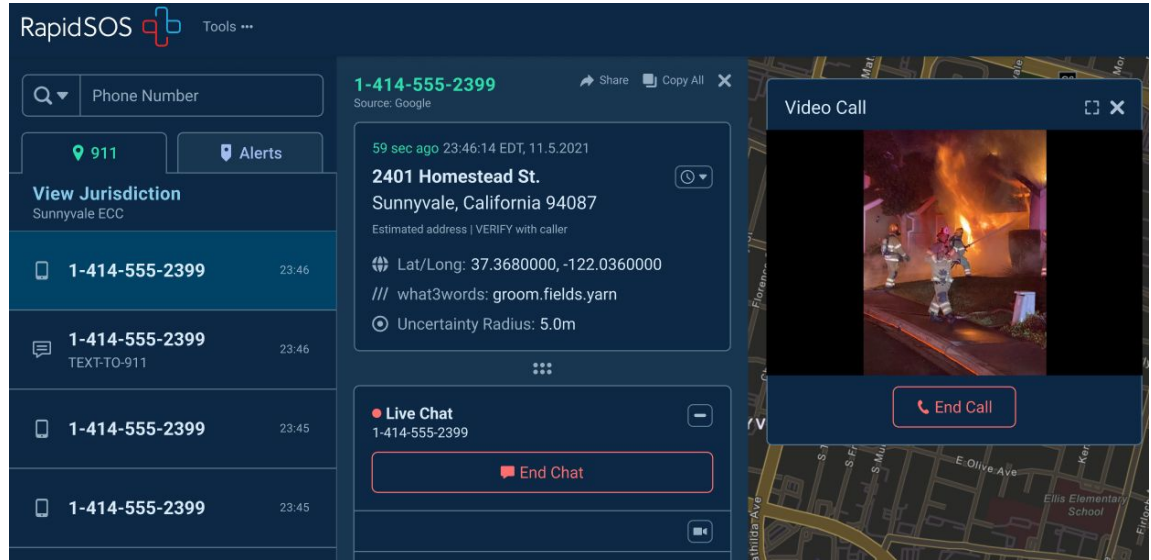 RapidSOS
Tools •••
Phone Number
911
Alerts
View Jurisdiction
Sunnyvale ECC
1-414-555-2399
23:46
1-414-555-2399
TEXT-TO-911
23:46
1-414-555-2399
23:45
1-414-555-2399
23:45
1-414-555-2399
Source: Google
Share
Copy All
59 sec ago 23:46:14 EDT, 11.5.2021
2401 Homestead St.
Sunnyvale, California 94087
Estimated address | VERIFY with caller
Lat/Long: 37.3680000, -122.0360000
/// what3words: groom.fields.yarn
Uncertainty Radius: 5.0m
Live Chat
1-414-555-2399
End Chat
Video Call
End Call
E Olive Ave
Ellis Elementary
School